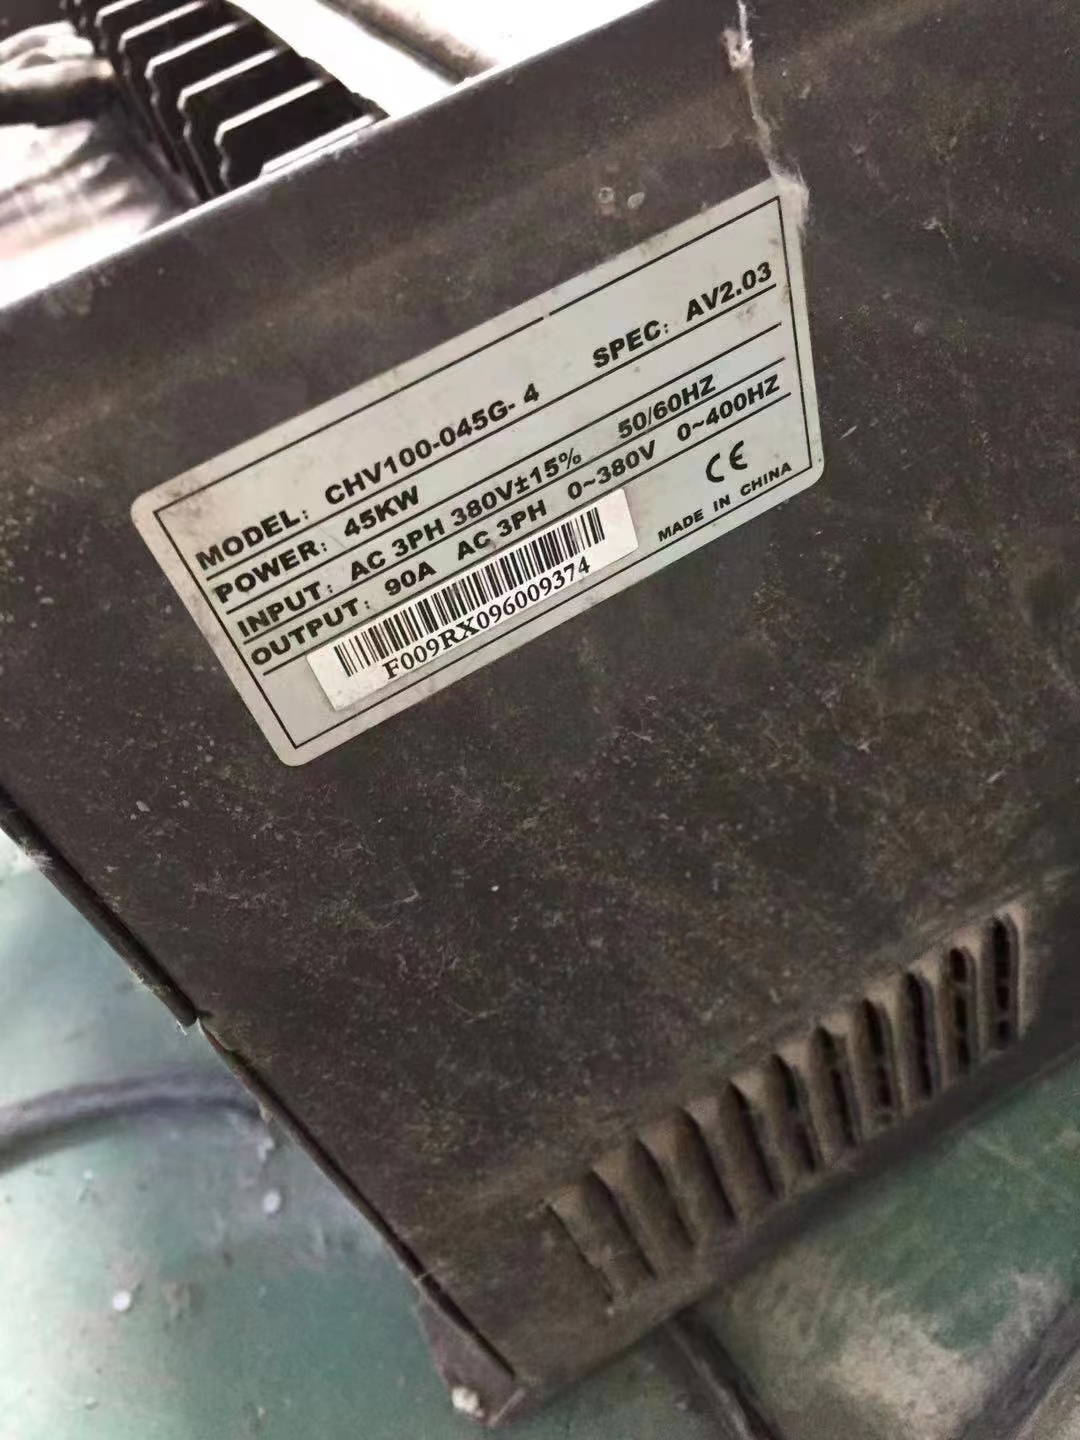 MODEL: CHV100-045G-4 SPEC: AV2.03
POWER: 45KW
INPUT: AC 3PH 380V±15% 50/60HZ
OUTPUT: 90A AC 3PH 0~380V 0~400HZ
F009RX096009374
CE
MADE IN CHINA